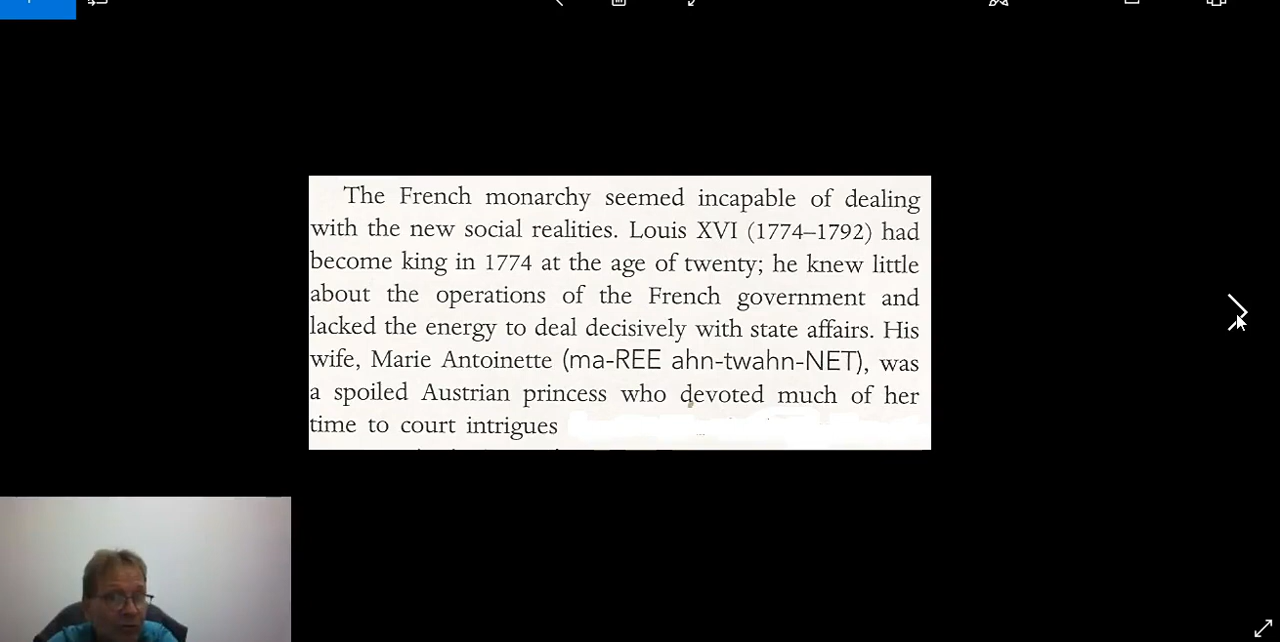 The French monarchy seemed incapable of dealing
with the new social realities. Louis XVI (1774–1792) had
become king in 1774 at the age of twenty; he knew little
about the operations of the French government and
lacked the energy to deal decisively with state affairs. His
wife, Marie Antoinette (ma-REE ahn-twahn-NET), was
a spoiled Austrian princess who devoted much of her
time to court intrigues